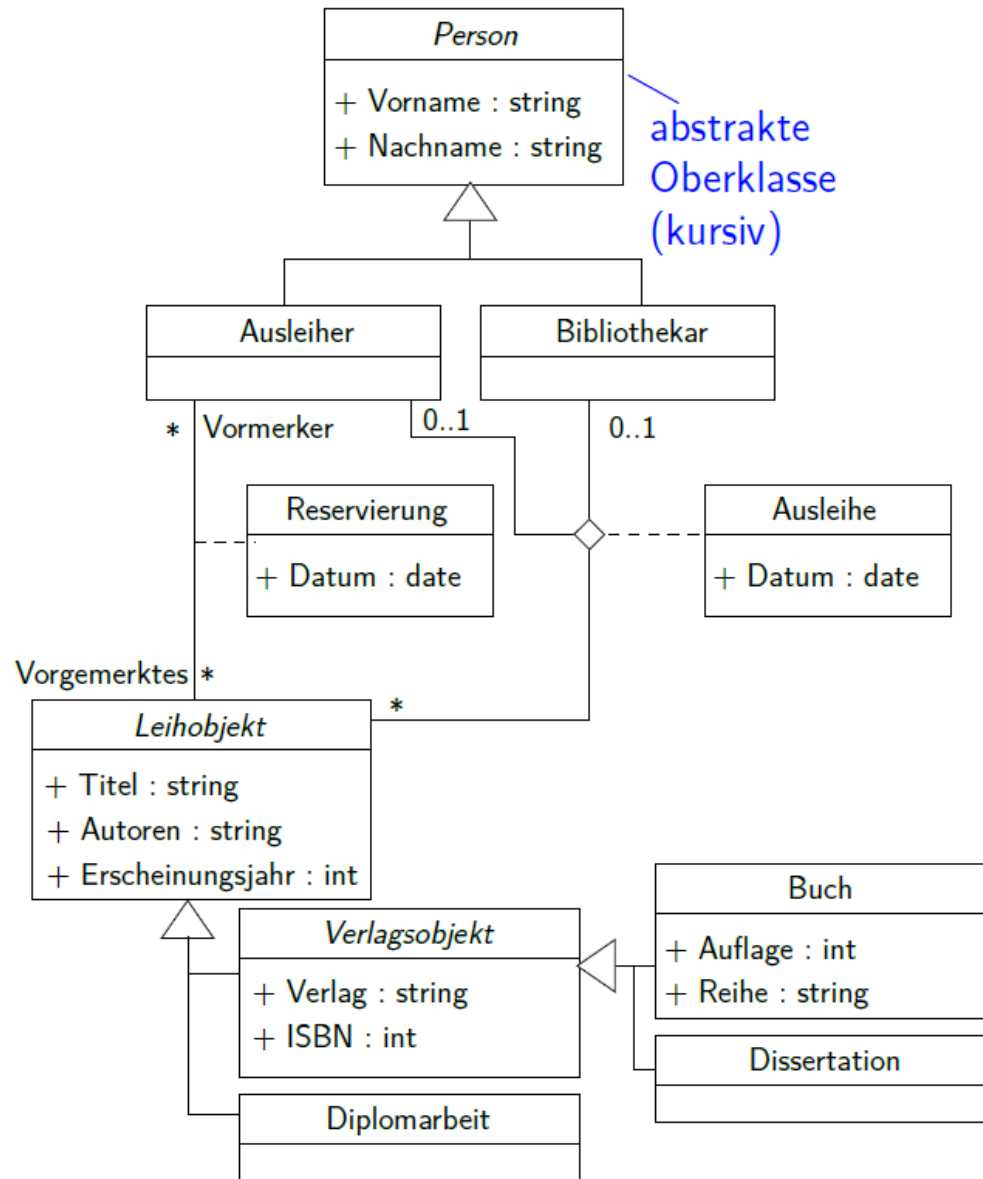 Person
+ Vorname : string
+ Nachname : string
abstrakte
Oberklasse
(kursiv)
Ausleiher
Bibliothekar
* Vormerker
0..1
0..1
Reservierung
+ Datum : date
Ausleihe
+ Datum : date
Vorgemerktes *
*
Leihobjekt
+ Titel : string
+ Autoren : string
+ Erscheinungsjahr : int
Verlagsobjekt
+ Verlag : string
+ ISBN : int
Buch
+ Auflage : int
+ Reihe : string
Dissertation
Diplomarbeit